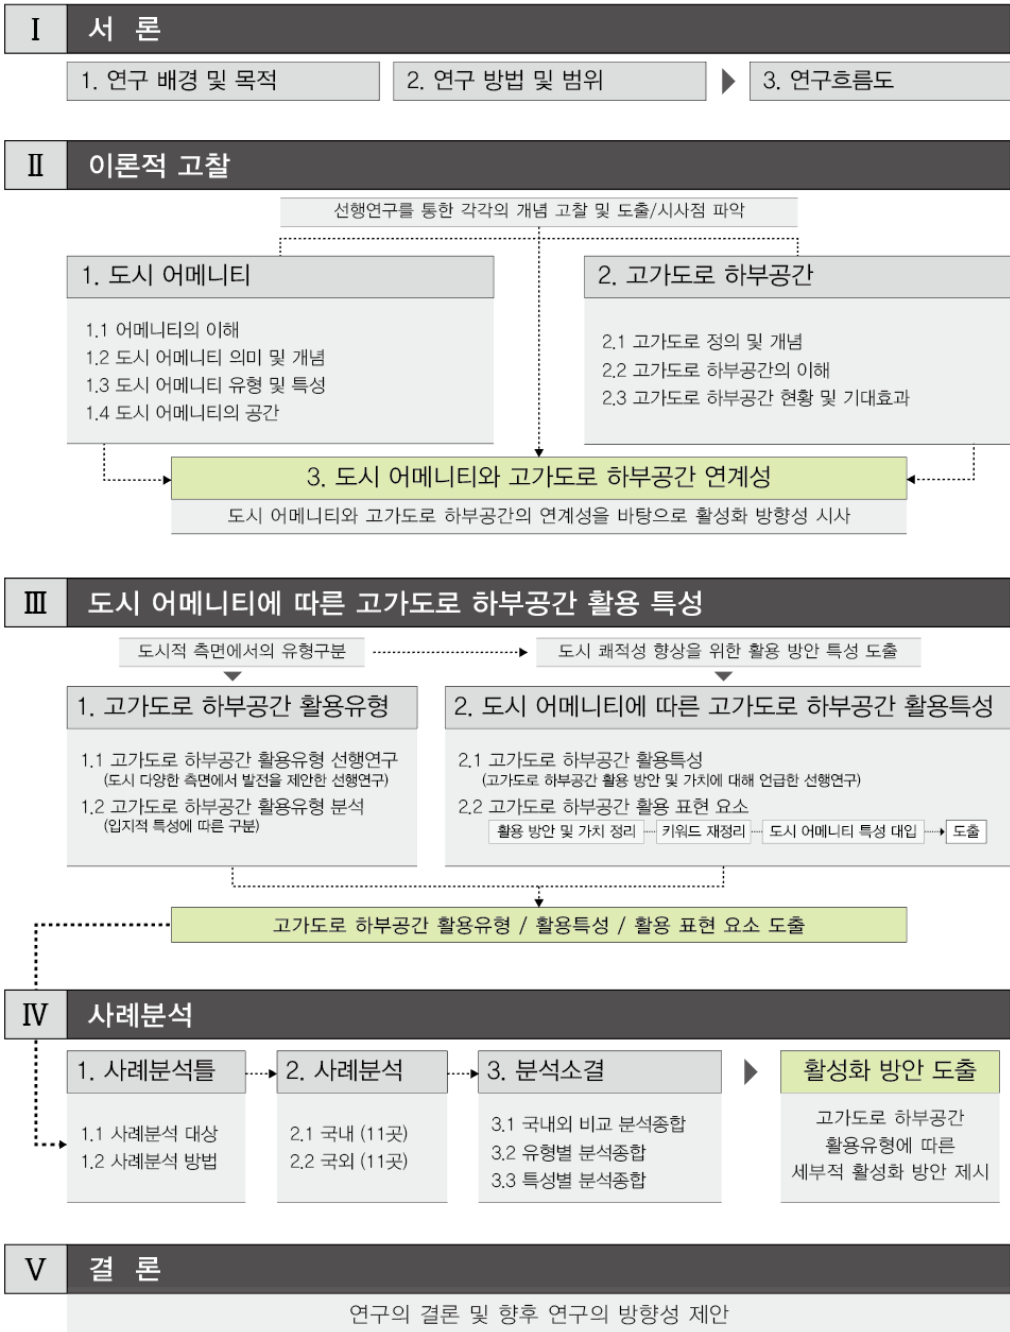 Ⅰ 서 론
1. 연구 배경 및 목적
2. 연구 방법 및 범위
3. 연구흐름도
Ⅱ 이론적 고찰
선행연구를 통한 각각의 개념 고찰 및 도출/시사점 파악
1. 도시 어메니티
1.1 어메니티의 이해
1.2 도시 어메니티 의미 및 개념
1.3 도시 어메니티 유형 및 특성
1.4 도시 어메니티의 공간
2. 고가도로 하부공간
2.1 고가도로 정의 및 개념
2.2 고가도로 하부공간의 이해
2.3 고가도로 하부공간 현황 및 기대효과
3. 도시 어메니티와 고가도로 하부공간 연계성
도시 어메니티와 고가도로 하부공간의 연계성을 바탕으로 활성화 방향성 시사
Ⅲ 도시 어메니티에 따른 고가도로 하부공간 활용 특성
도시적 측면에서의 유형구분
도시 쾌적성 향상을 위한 활용 방안 특성 도출
1. 고가도로 하부공간 활용유형
1.1 고가도로 하부공간 활용유형 선행연구
(도시 다양한 측면에서 발전을 제안한 선행연구)
1.2 고가도로 하부공간 활용유형 분석
(입지적 특성에 따른 구분)
2. 도시 어메니티에 따른 고가도로 하부공간 활용특성
2.1 고가도로 하부공간 활용특성
(고가도로 하부공간 활용 방안 및 가치에 대해 언급한 선행연구)
2.2 고가도로 하부공간 활용 표현 요소
활용 방안 및 가치 정리
키워드 재정리
도시 어메니티 특성 대입
도출
고가도로 하부공간 활용유형 / 활용특성 / 활용 표현 요소 도출
Ⅳ 사례분석
1. 사례분석틀
1.1 사례분석 대상
1.2 사례분석 방법
2. 사례분석
2.1 국내 (11곳)
2.2 국외 (11곳)
3. 분석소결
3.1 국내외 비교 분석종합
3.2 유형별 분석종합
3.3 특성별 분석종합
활성화 방안 도출
고가도로 하부공간
활용유형에 따른
세부적 활성화 방안 제시
Ⅴ 결 론
연구의 결론 및 향후 연구의 방향성 제안